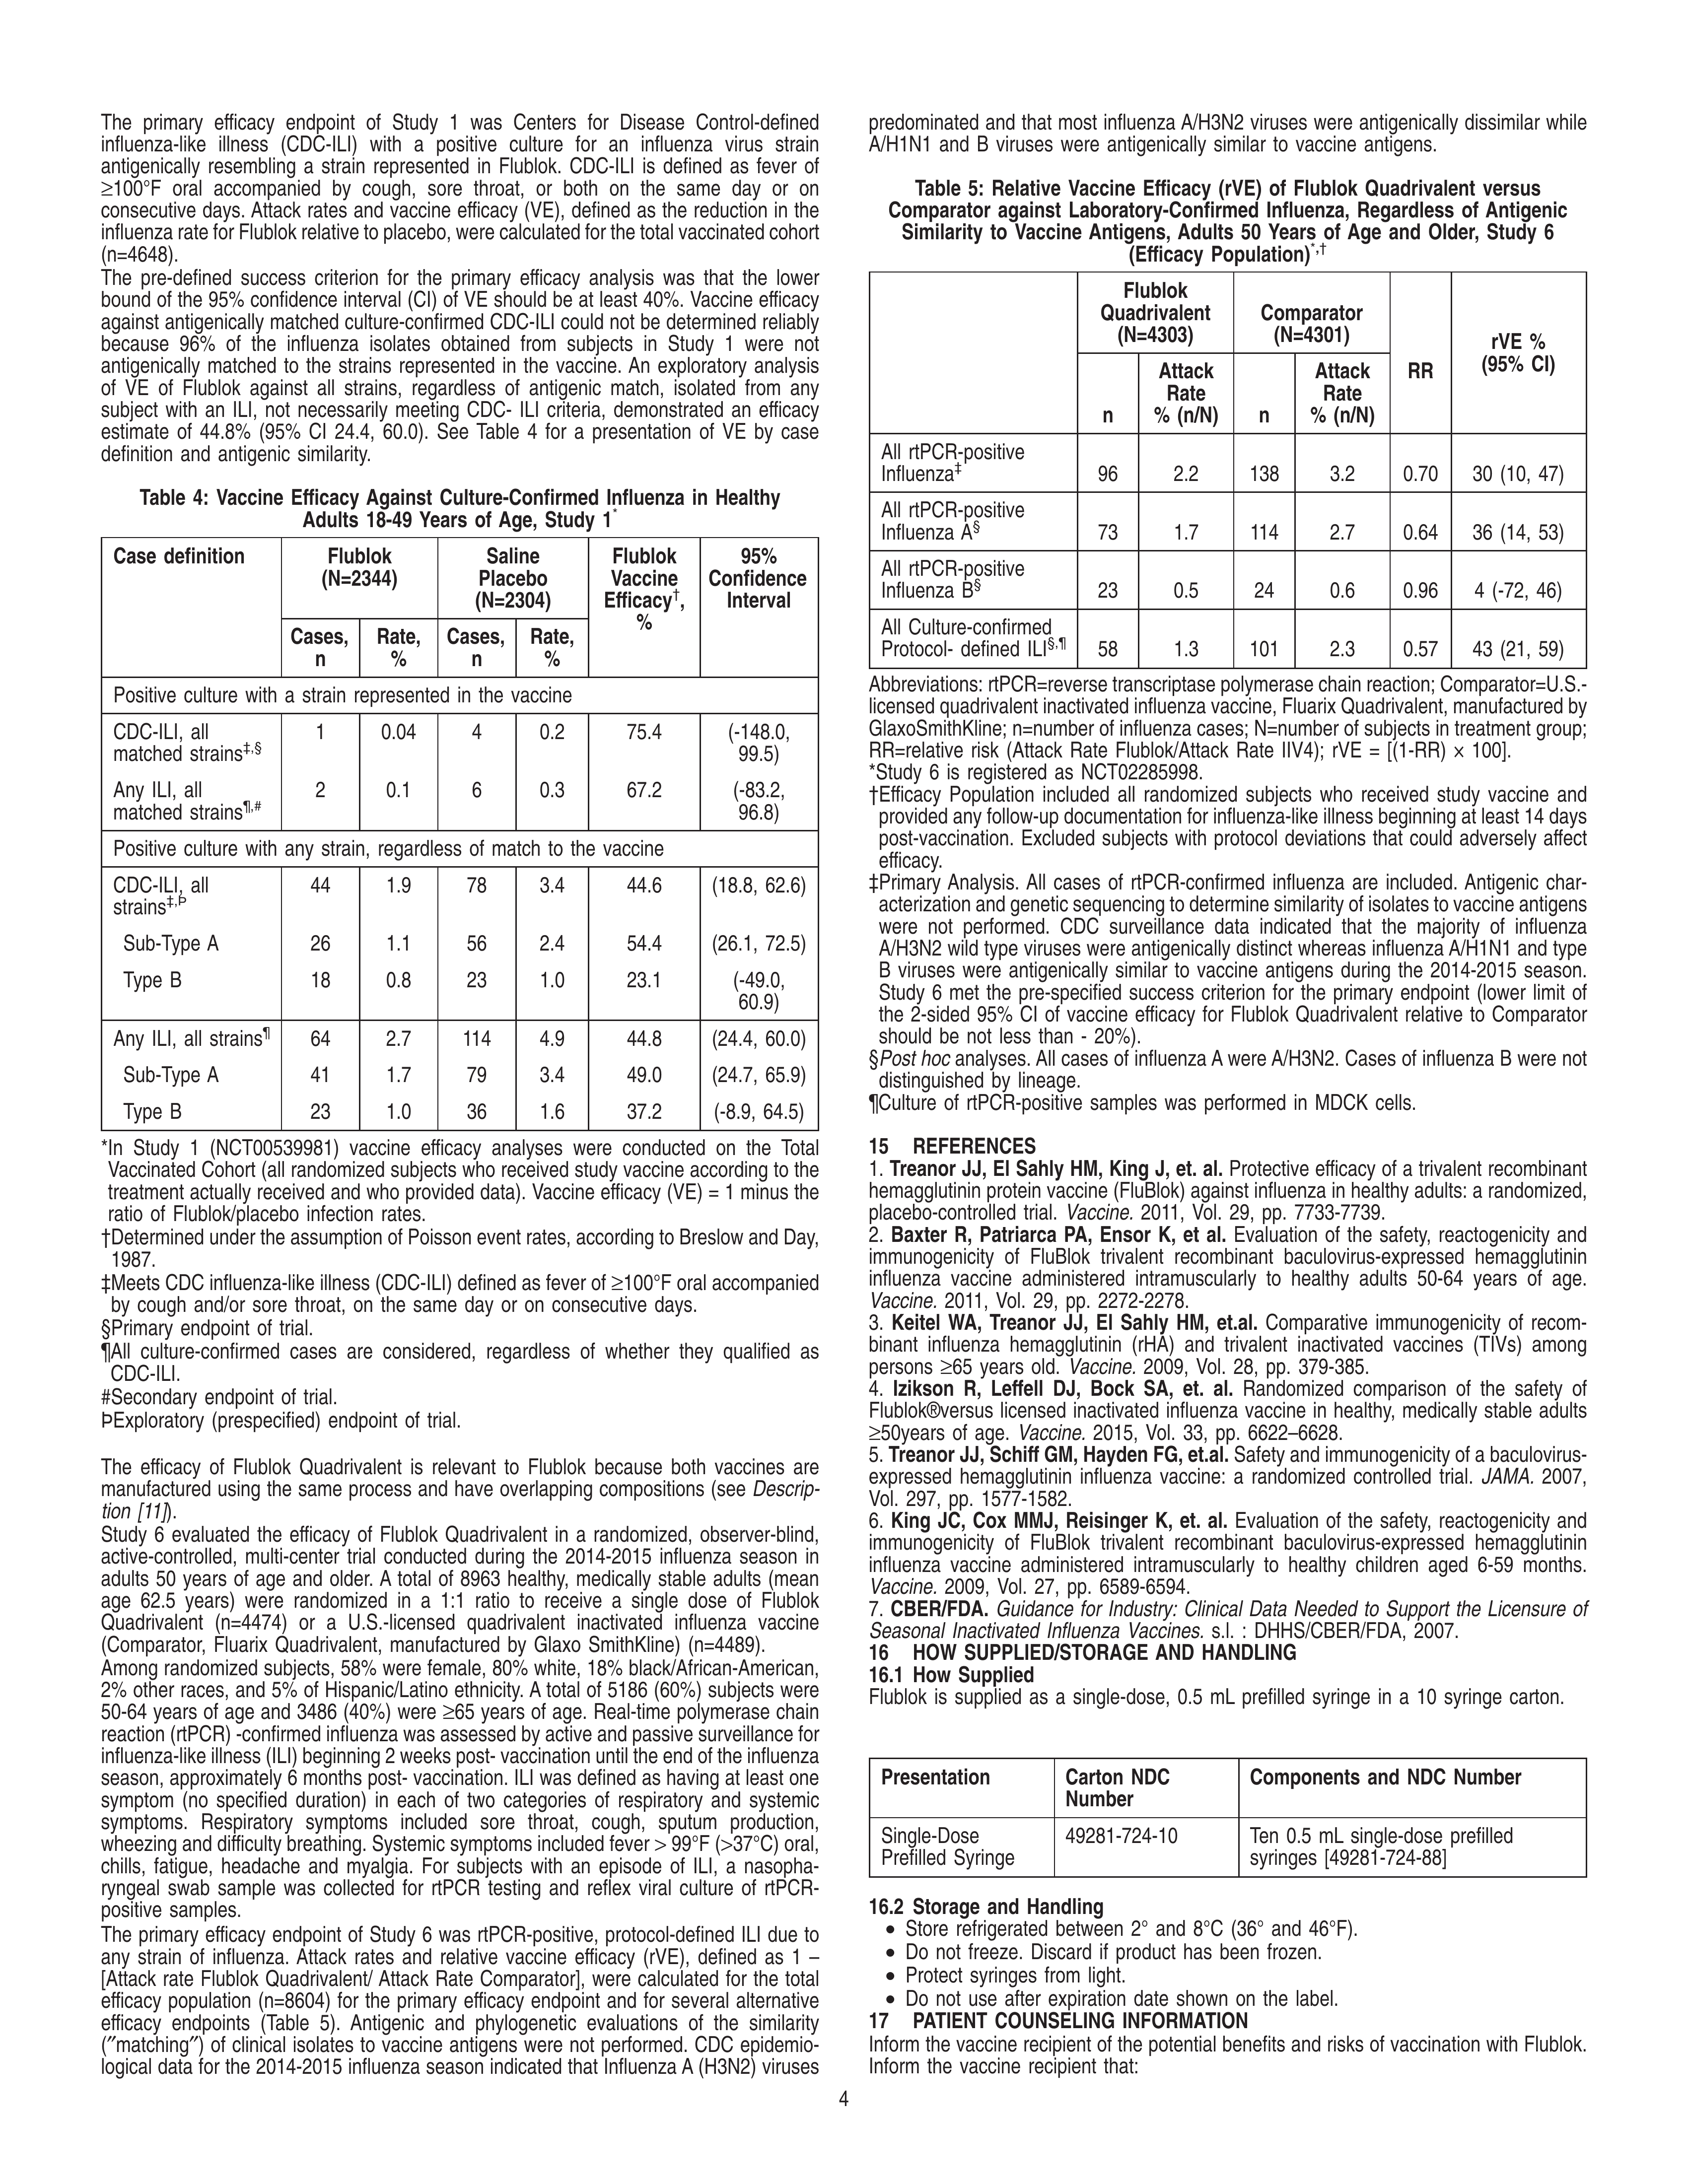 The primary efficacy endpoint of Study 1 was Centers for Disease Control-defined
influenza-like illness (CDC-ILI) with a positive culture for an influenza virus strain
antigenically resembling a strain represented in Flublok. CDC-ILI is defined as fever of
≥100°F oral accompanied by cough, sore throat, or both on the same day or on
consecutive days. Attack rates and vaccine efficacy (VE), defined as the reduction in the
influenza rate for Flublok relative to placebo, were calculated for the total vaccinated cohort
(n=4648).
The pre-defined success criterion for the primary efficacy analysis was that the lower
bound of the 95% confidence interval (CI) of VE should be at least 40%. Vaccine efficacy
against antigenically matched culture-confirmed CDC-ILI could not be determined reliably
because 96% of the influenza isolates obtained from subjects in Study 1 were not
antigenically matched to the strains represented in the vaccine. An exploratory analysis
of VE of Flublok against all strains, regardless of antigenic match, isolated from any
subject with an ILI, not necessarily meeting CDC- ILI criteria, demonstrated an efficacy
estimate of 44.8% (95% CI 24.4, 60.0). See Table 4 for a presentation of VE by case
definition and antigenic similarity.
Table 4: Vaccine Efficacy Against Culture-Confirmed Influenza in Healthy
Adults 18-49 Years of Age, Study 1*
Case definition Flublok Saline Flublok 95%
(N=2344) Placebo Vaccine Confidence
(N=2304) Efficacy†, Interval
%
Cases, Rate, Cases, Rate,
n % n %
Positive culture with a strain represented in the vaccine
CDC-ILI, all 1 0.04 4 0.2 75.4 (-148.0,
matched strains‡,§ 99.5)
Any ILI, all 2 0.1 6 0.3 67.2 (-83.2,
matched strains¶,# 96.8)
Positive culture with any strain, regardless of match to the vaccine
CDC-ILI, all 44 1.9 78 3.4 44.6 (18.8, 62.6)
strains‡,Þ
Sub-Type A 26 1.1 56 2.4 54.4 (26.1, 72.5)
Type B 18 0.8 23 1.0 23.1 (-49.0,
60.9)
Any ILI, all strains¶ 64 2.7 114 4.9 44.8 (24.4, 60.0)
Sub-Type A 41 1.7 79 3.4 49.0 (24.7, 65.9)
Type B 23 1.0 36 1.6 37.2 (-8.9, 64.5)
*In Study 1 (NCT00539981) vaccine efficacy analyses were conducted on the Total
Vaccinated Cohort (all randomized subjects who received study vaccine according to the
treatment actually received and who provided data). Vaccine efficacy (VE) = 1 minus the
ratio of Flublok/placebo infection rates.
†Determined under the assumption of Poisson event rates, according to Breslow and Day,
1987.
‡Meets CDC influenza-like illness (CDC-ILI) defined as fever of ≥100°F oral accompanied
by cough and/or sore throat, on the same day or on consecutive days.
§Primary endpoint of trial.
¶All culture-confirmed cases are considered, regardless of whether they qualified as
CDC-ILI.
#Secondary endpoint of trial.
ÞExploratory (prespecified) endpoint of trial.
The efficacy of Flublok Quadrivalent is relevant to Flublok because both vaccines are
manufactured using the same process and have overlapping compositions (see Descrip-
tion [11]).
Study 6 evaluated the efficacy of Flublok Quadrivalent in a randomized, observer-blind,
active-controlled, multi-center trial conducted during the 2014-2015 influenza season in
adults 50 years of age and older. A total of 8963 healthy, medically stable adults (mean
age 62.5 years) were randomized in a 1:1 ratio to receive a single dose of Flublok
Quadrivalent (n=4474) or a U.S.-licensed quadrivalent inactivated influenza vaccine
(Comparator, Fluarix Quadrivalent, manufactured by Glaxo SmithKline) (n=4489).
Among randomized subjects, 58% were female, 80% white, 18% black/African-American,
2% other races, and 5% of Hispanic/Latino ethnicity. A total of 5186 (60%) subjects were
50-64 years of age and 3486 (40%) were ≥65 years of age. Real-time polymerase chain
reaction (rtPCR) -confirmed influenza was assessed by active and passive surveillance for
influenza-like illness (ILI) beginning 2 weeks post- vaccination until the end of the influenza
season, approximately 6 months post- vaccination. ILI was defined as having at least one
symptom (no specified duration) in each of two categories of respiratory and systemic
symptoms. Respiratory symptoms included sore throat, cough, sputum production,
wheezing and difficulty breathing. Systemic symptoms included fever > 99°F (>37°C) oral,
chills, fatigue, headache and myalgia. For subjects with an episode of ILI, a nasopha-
ryngeal swab sample was collected for rtPCR testing and reflex viral culture of rtPCR-
positive samples.
The primary efficacy endpoint of Study 6 was rtPCR-positive, protocol-defined ILI due to
any strain of influenza. Attack rates and relative vaccine efficacy (rVE), defined as 1 –
[Attack rate Flublok Quadrivalent/ Attack Rate Comparator], were calculated for the total
efficacy population (n=8604) for the primary efficacy endpoint and for several alternative
efficacy endpoints (Table 5). Antigenic and phylogenetic evaluations of the similarity
(″matching″) of clinical isolates to vaccine antigens were not performed. CDC epidemio-
logical data for the 2014-2015 influenza season indicated that Influenza A (H3N2) viruses
predominated and that most influenza A/H3N2 viruses were antigenically dissimilar while
A/H1N1 and B viruses were antigenically similar to vaccine antigens.
Table 5: Relative Vaccine Efficacy (rVE) of Flublok Quadrivalent versus
Comparator against Laboratory-Confirmed Influenza, Regardless of Antigenic
Similarity to Vaccine Antigens, Adults 50 Years of Age and Older, Study 6
(Efficacy Population)*,†
Flublok
Quadrivalent Comparator
(N=4303) (N=4301) RR rVE %
(95% CI)
Attack Attack
Rate Rate
n % (n/N) n % (n/N)
All rtPCR-positive
Influenza‡ 96 2.2 138 3.2 0.70 30 (10, 47)
All rtPCR-positive
Influenza A§ 73 1.7 114 2.7 0.64 36 (14, 53)
All rtPCR-positive
Influenza B§ 23 0.5 24 0.6 0.96 4 (-72, 46)
All Culture-confirmed
Protocol- defined ILI§,¶ 58 1.3 101 2.3 0.57 43 (21, 59)
Abbreviations: rtPCR=reverse transcriptase polymerase chain reaction; Comparator=U.S.-
licensed quadrivalent inactivated influenza vaccine, Fluarix Quadrivalent, manufactured by
GlaxoSmithKline; n=number of influenza cases; N=number of subjects in treatment group;
RR=relative risk (Attack Rate Flublok/Attack Rate IIV4); rVE = [(1-RR) × 100].
*Study 6 is registered as NCT02285998.
†Efficacy Population included all randomized subjects who received study vaccine and
provided any follow-up documentation for influenza-like illness beginning at least 14 days
post-vaccination. Excluded subjects with protocol deviations that could adversely affect
efficacy.
‡Primary Analysis. All cases of rtPCR-confirmed influenza are included. Antigenic char-
acterization and genetic sequencing to determine similarity of isolates to vaccine antigens
were not performed. CDC surveillance data indicated that the majority of influenza
A/H3N2 wild type viruses were antigenically distinct whereas influenza A/H1N1 and type
B viruses were antigenically similar to vaccine antigens during the 2014-2015 season.
Study 6 met the pre-specified success criterion for the primary endpoint (lower limit of
the 2-sided 95% CI of vaccine efficacy for Flublok Quadrivalent relative to Comparator
should be not less than - 20%).
§Post hoc analyses. All cases of influenza A were A/H3N2. Cases of influenza B were not
distinguished by lineage.
¶Culture of rtPCR-positive samples was performed in MDCK cells.
15 REFERENCES
1. Treanor JJ, El Sahly HM, King J, et. al. Protective efficacy of a trivalent recombinant
hemagglutinin protein vaccine (FluBlok) against influenza in healthy adults: a randomized,
placebo-controlled trial. Vaccine. 2011, Vol. 29, pp. 7733-7739.
2. Baxter R, Patriarca PA, Ensor K, et al. Evaluation of the safety, reactogenicity and
immunogenicity of FluBlok trivalent recombinant baculovirus-expressed hemagglutinin
influenza vaccine administered intramuscularly to healthy adults 50-64 years of age.
Vaccine. 2011, Vol. 29, pp. 2272-2278.
3. Keitel WA, Treanor JJ, El Sahly HM, et.al. Comparative immunogenicity of recom-
binant influenza hemagglutinin (rHA) and trivalent inactivated vaccines (TIVs) among
persons ≥65 years old. Vaccine. 2009, Vol. 28, pp. 379-385.
4. Izikson R, Leffell DJ, Bock SA, et. al. Randomized comparison of the safety of
Flublok®versus licensed inactivated influenza vaccine in healthy, medically stable adults
≥50years of age. Vaccine. 2015, Vol. 33, pp. 6622–6628.
5. Treanor JJ, Schiff GM, Hayden FG, et.al. Safety and immunogenicity of a baculovirus-
expressed hemagglutinin influenza vaccine: a randomized controlled trial. JAMA. 2007,
Vol. 297, pp. 1577-1582.
6. King JC, Cox MMJ, Reisinger K, et. al. Evaluation of the safety, reactogenicity and
immunogenicity of FluBlok trivalent recombinant baculovirus-expressed hemagglutinin
influenza vaccine administered intramuscularly to healthy children aged 6-59 months.
Vaccine. 2009, Vol. 27, pp. 6589-6594.
7. CBER/FDA. Guidance for Industry: Clinical Data Needed to Support the Licensure of
Seasonal Inactivated Influenza Vaccines. s.l. : DHHS/CBER/FDA, 2007.
16 HOW SUPPLIED/STORAGE AND HANDLING
16.1 How Supplied
Flublok is supplied as a single-dose, 0.5 mL prefilled syringe in a 10 syringe carton.
Presentation Carton NDC Components and NDC Number
Number
Single-Dose 49281-724-10 Ten 0.5 mL single-dose prefilled
Prefilled Syringe syringes [49281-724-88]
16.2 Storage and Handling
• Store refrigerated between 2° and 8°C (36° and 46°F).
• Do not freeze. Discard if product has been frozen.
• Protect syringes from light.
• Do not use after expiration date shown on the label.
17 PATIENT COUNSELING INFORMATION
Inform the vaccine recipient of the potential benefits and risks of vaccination with Flublok.
Inform the vaccine recipient that:
4